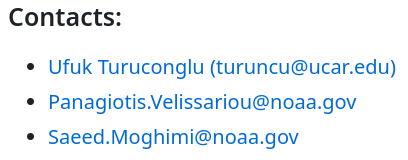 Contacts:
Ufuk Turuconglu (turuncu@ucar.edu)
Panagiotis.Velissariou@noaa.gov
Saeed.Moghimi@noaa.gov